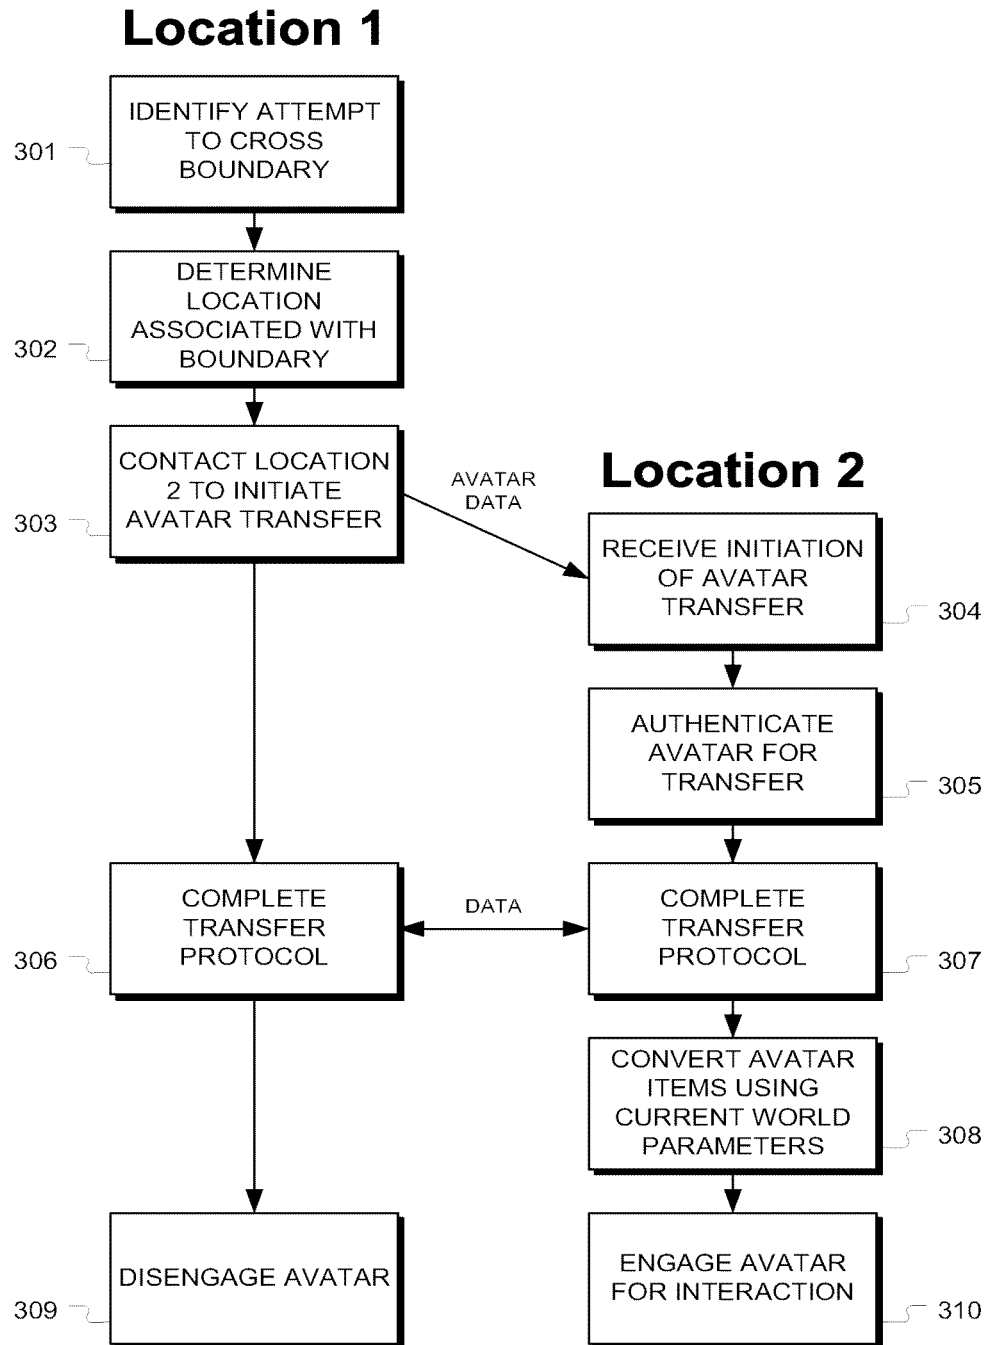 Location 1
IDENTIFY ATTEMPT
TO CROSS
BOUNDARY
301
DETERMINE
LOCATION
ASSOCIATED WITH
BOUNDARY
302
CONTACT LOCATION
2 TO INITIATE
AVATAR TRANSFER
303
AVATAR
DATA
Location 2
RECEIVE INITIATION
OF AVATAR
TRANSFER
304
AUTHENTICATE
AVATAR FOR
TRANSFER
305
COMPLETE
TRANSFER
PROTOCOL
306
DATA
COMPLETE
TRANSFER
PROTOCOL
307
CONVERT AVATAR
ITEMS USING
CURRENT WORLD
PARAMETERS
308
DISENGAGE AVATAR
309
ENGAGE AVATAR
FOR INTERACTION
310